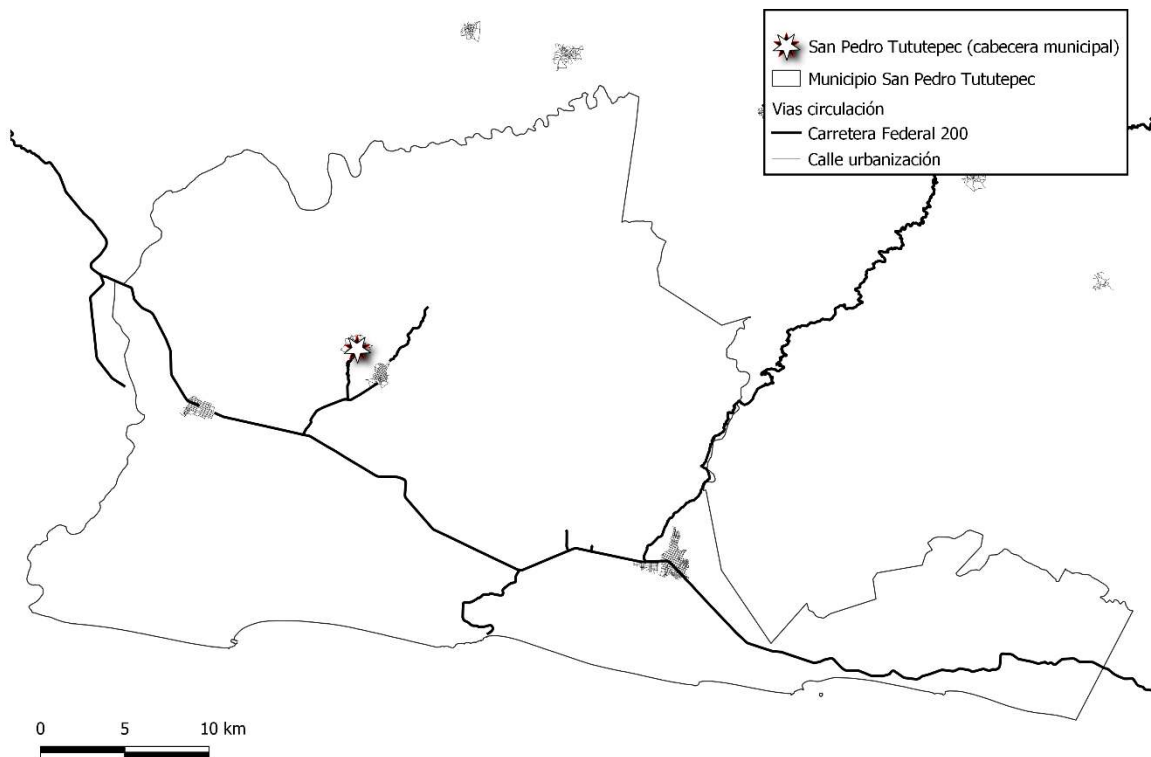 San Pedro Tututepec (cabecera municipal)
Municipio San Pedro Tututepec
Vias circulación
Carretera Federal 200
Calle urbanización
0 5 10 km